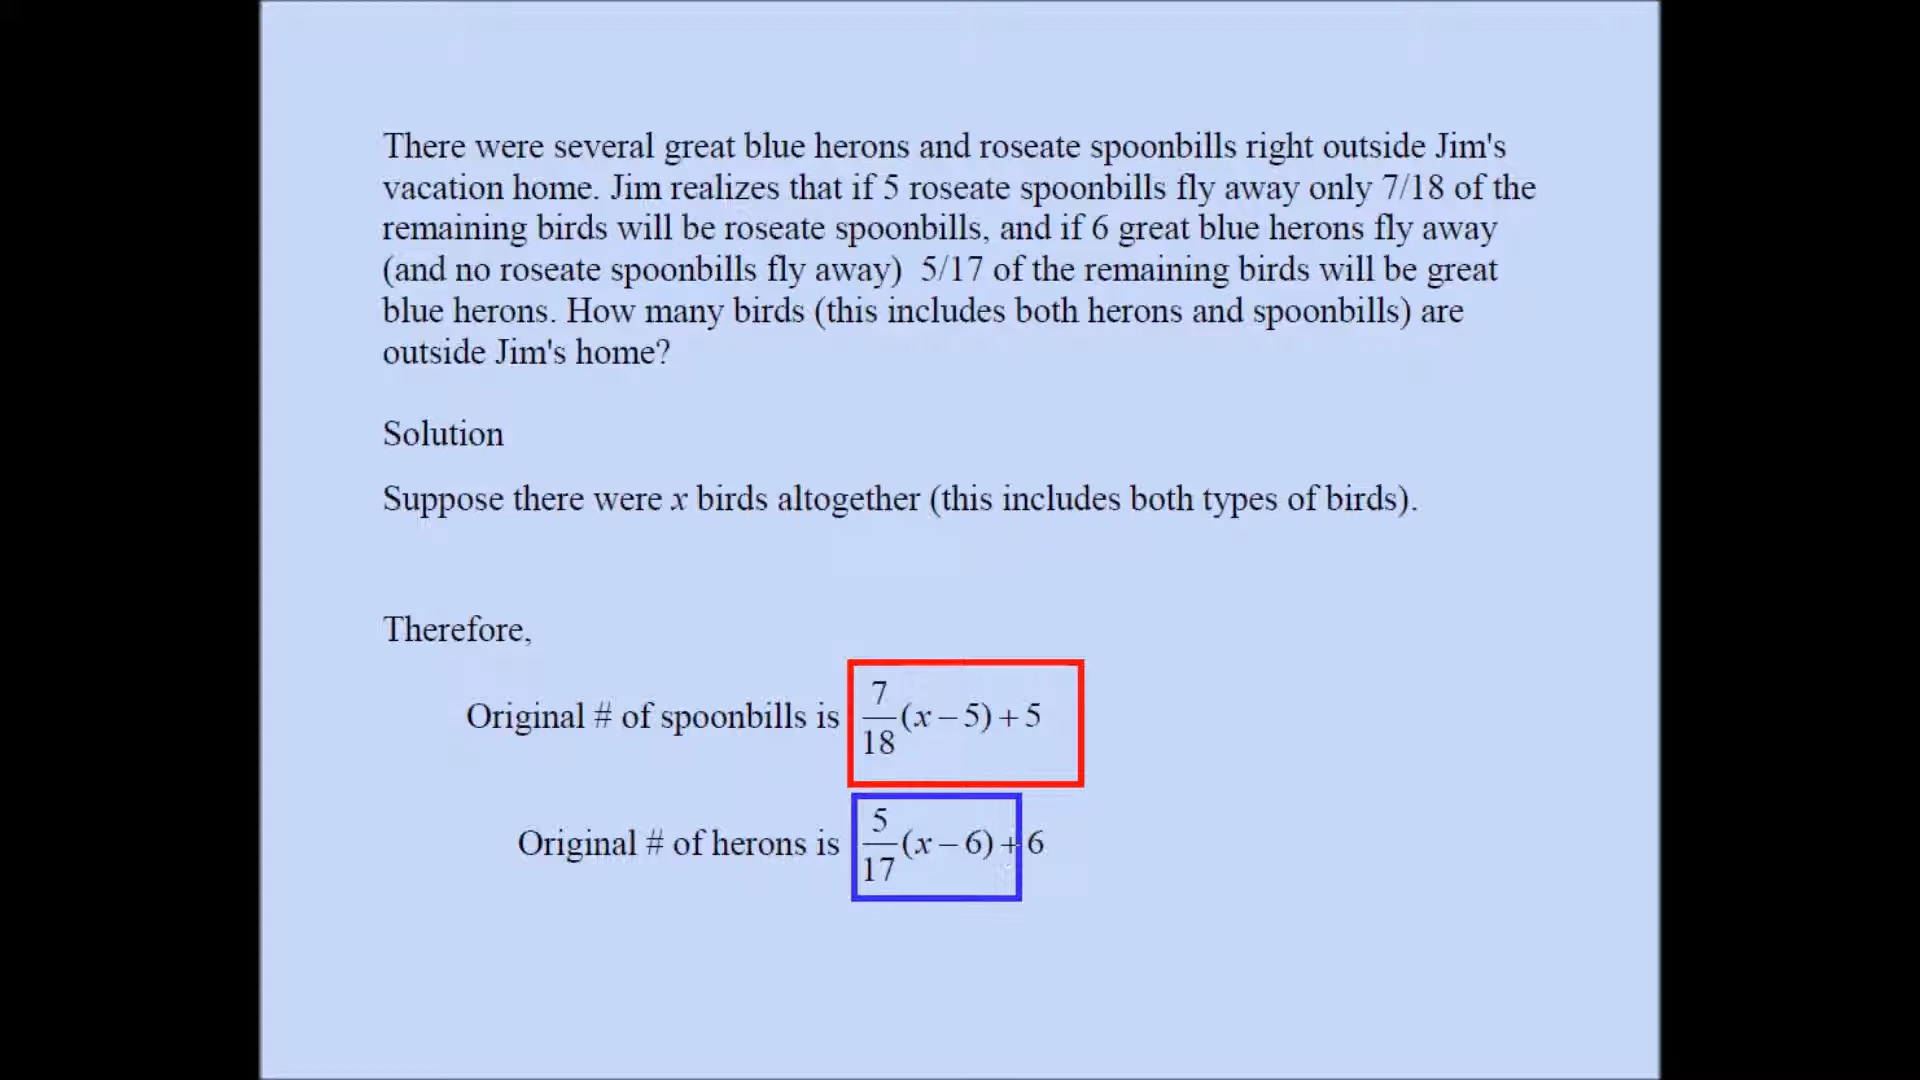 There were several great blue herons and roseate spoonbills right outside Jim's
vacation home. Jim realizes that if 5 roseate spoonbills fly away only 7/18 of the
remaining birds will be roseate spoonbills, and if 6 great blue herons fly away
(and no roseate spoonbills fly away) 5/17 of the remaining birds will be great
blue herons. How many birds (this includes both herons and spoonbills) are
outside Jim's home?
Solution
Suppose there were x birds altogether (this includes both types of birds).
Therefore,
Original # of spoonbills is 7/18 (x – 5) + 5
Original # of herons is 5/17 (x – 6) + 6